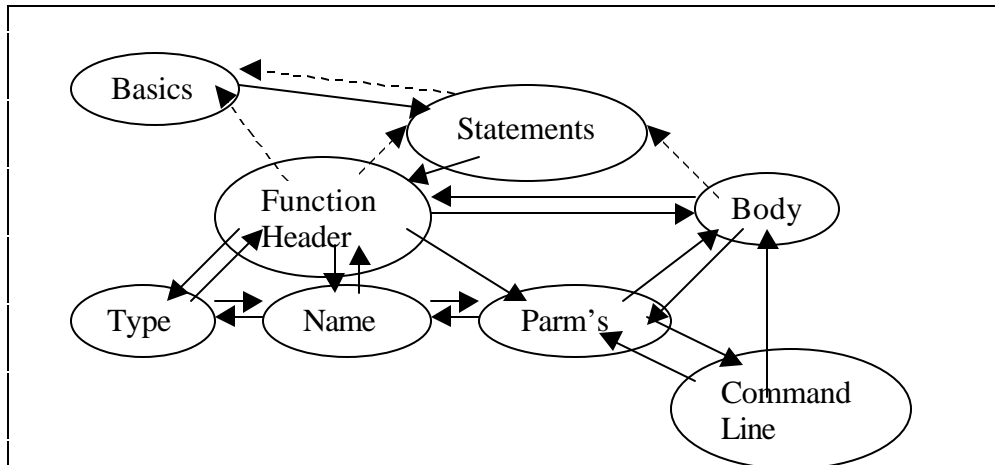 Basics
Statements
Function
Header
Body
Type
Name
Parm's
Command
Line